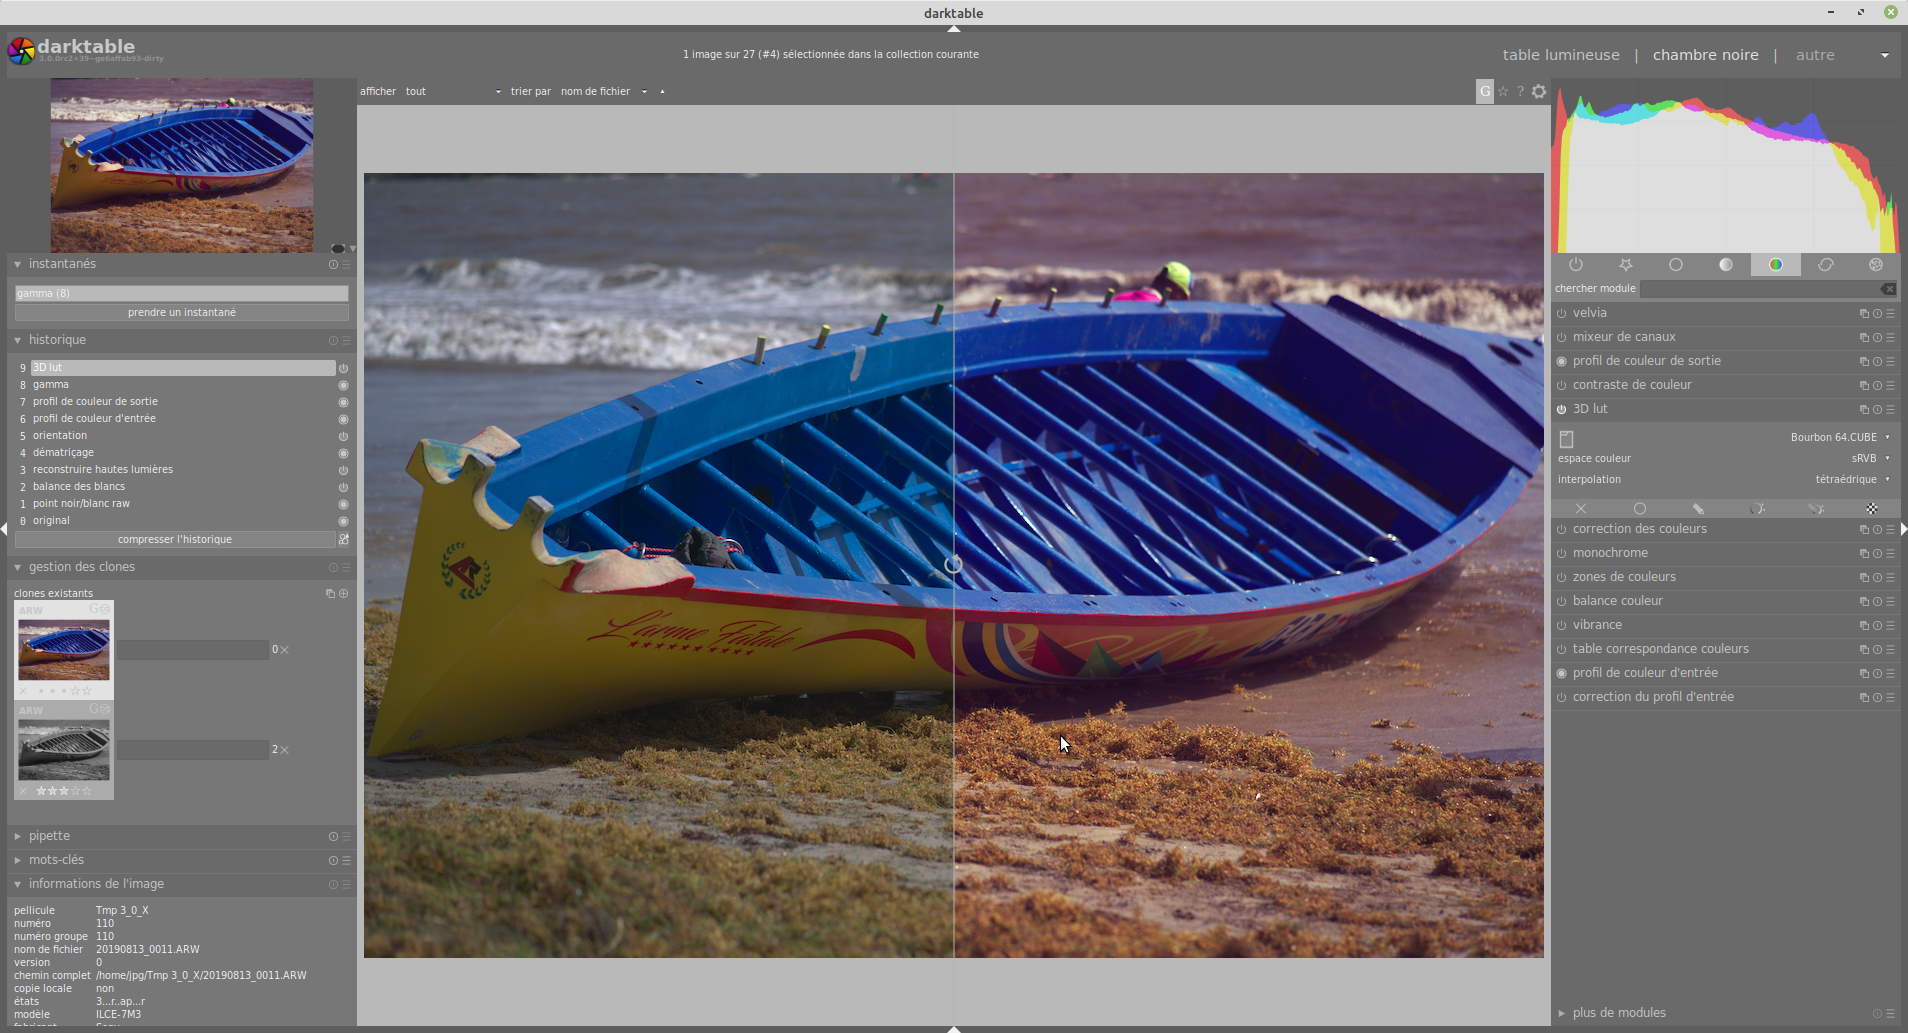 darktable
darktable
3.0.0rc2+39~ge6affab93-dirty
1 image sur 27 (#4) sélectionnée dans la collection courante
table lumineuse | chambre noire | autre
afficher tout trier par nom de fichier
G ☆ ?
instantanés
gamma (8)
prendre un instantané
historique
9 3D lut
8 gamma
7 profil de couleur de sortie
6 profil de couleur d'entrée
5 orientation
4 dématriçage
3 reconstruire hautes lumières
2 balance des blancs
1 point noir/blanc raw
0 original
compresser l'historique
gestion des clones
clones existants
ARW G
0
ARW G
2
pipette
mots-clés
informations de l'image
pellicule Tmp 3_0_X
numéro 110
numéro groupe 110
nom de fichier 20190813_0011.ARW
version 0
chemin complet /home/jpg/Tmp 3_0_X/20190813_0011.ARW
copie locale non
états 3...r..ap...r
modèle ILCE-7M3
L'arme Fatale
chercher module
velvia
mixeur de canaux
profil de couleur de sortie
contraste de couleur
3D lut
Bourbon 64.CUBE
espace couleur sRVB
interpolation tétraédrique
correction des couleurs
monochrome
zones de couleurs
balance couleur
vibrance
table correspondance couleurs
profil de couleur d'entrée
correction du profil d'entrée
plus de modules